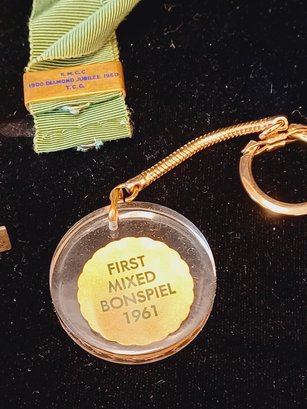 R.M.C.C.
1900 DIAMOND JUBILEE 1960
T.C.C.
FIRST
MIXED
BONSPIEL
1961